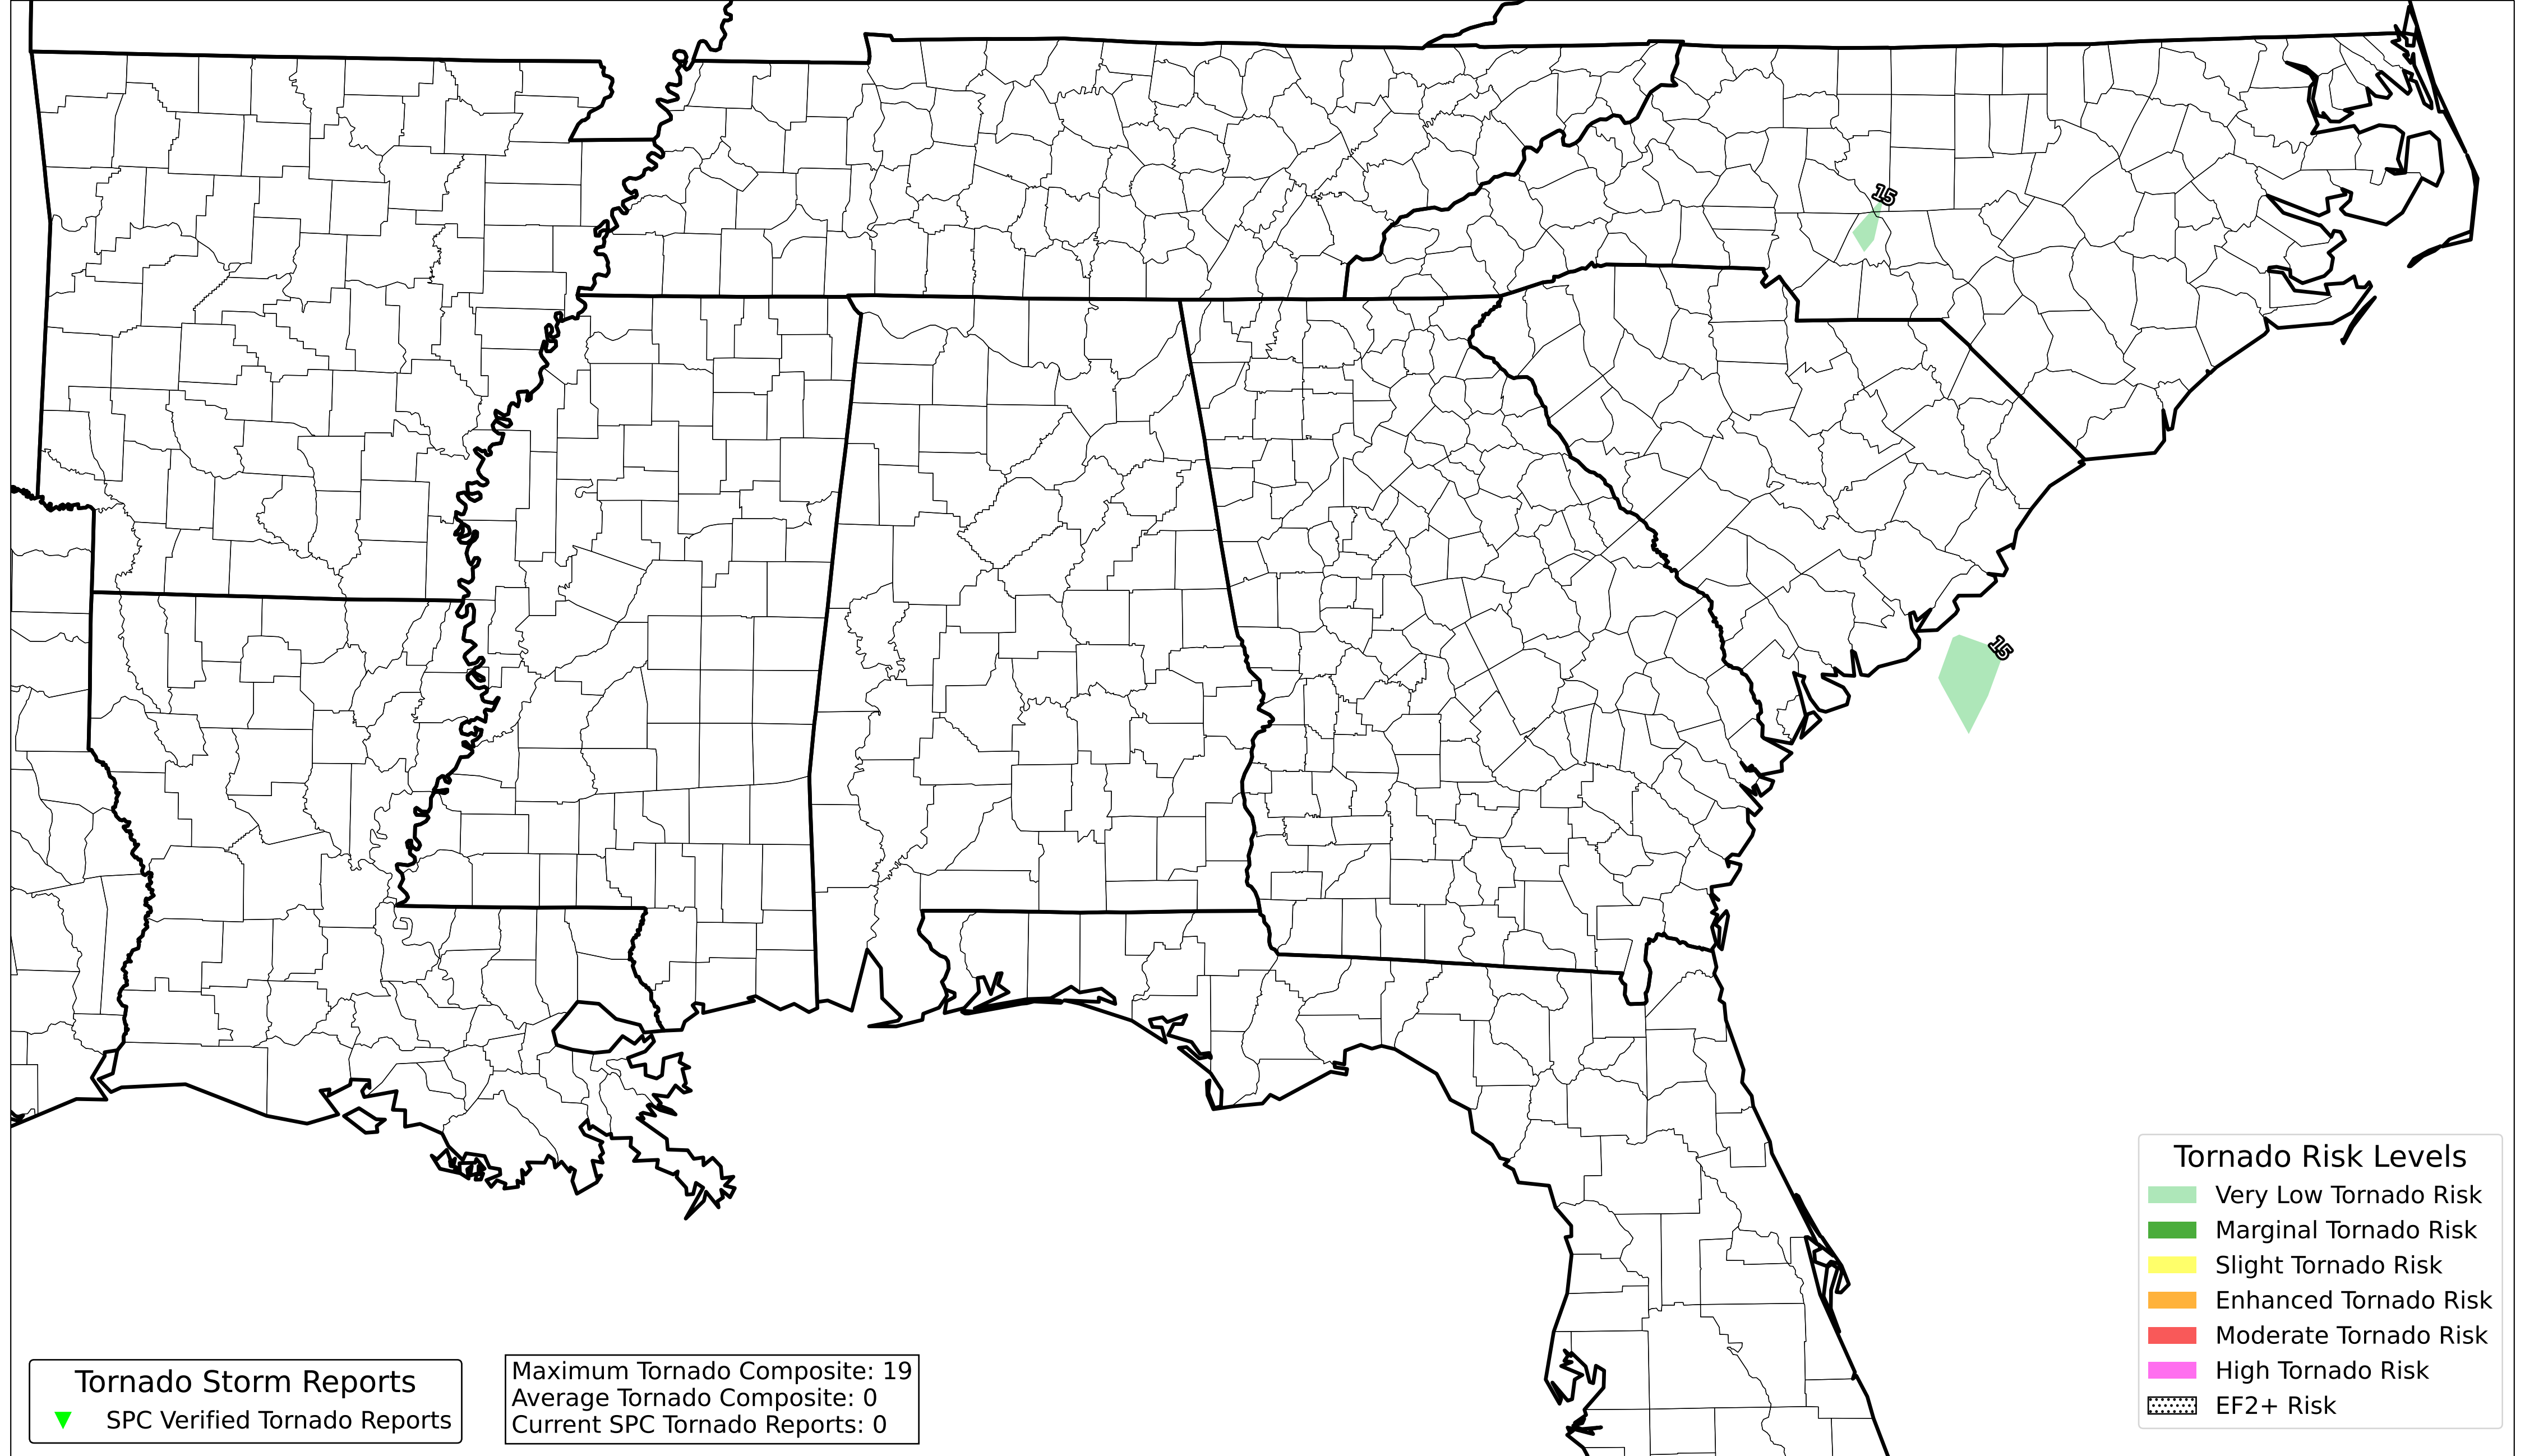 15
15
Tornado Risk Levels
Very Low Tornado Risk
Marginal Tornado Risk
Slight Tornado Risk
Enhanced Tornado Risk
Moderate Tornado Risk
High Tornado Risk
EF2+ Risk
Tornado Storm Reports
SPC Verified Tornado Reports
Maximum Tornado Composite: 19
Average Tornado Composite: 0
Current SPC Tornado Reports: 0